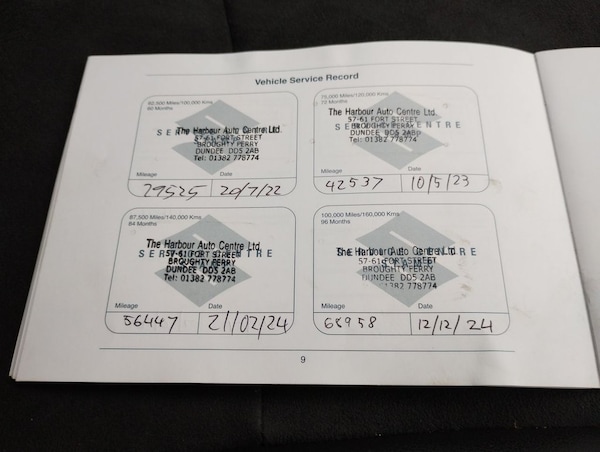 Vehicle Service Record
62,500 Miles/100,000 Kms
60 Months
The Harbour Auto Centre Ltd.
57-61 FORT STREET
BROUGHTY FERRY
DUNDEE DD5 2AB
Tel: 01382 778774
Mileage Date
29525 20/7/22
75,000 Miles/120,000 Kms
72 Months
The Harbour Auto Centre Ltd.
57-61 FORT STREET
BROUGHTY FERRY
DUNDEE DD5 2AB
Tel: 01382 778774
Mileage Date
42537 10/5/23
87,500 Miles/140,000 Kms
84 Months
The Harbour Auto Centre Ltd.
57-61 FORT STREET
BROUGHTY FERRY
DUNDEE DD5 2AB
Tel: 01382 778774
Mileage Date
56447 21/02/24
100,000 Miles/160,000 Kms
96 Months
The Harbour Auto Centre Ltd.
57-61 FORT STREET
BROUGHTY FERRY
DUNDEE DD5 2AB
1382 778774
Mileage Date
68958 12/12/24
9